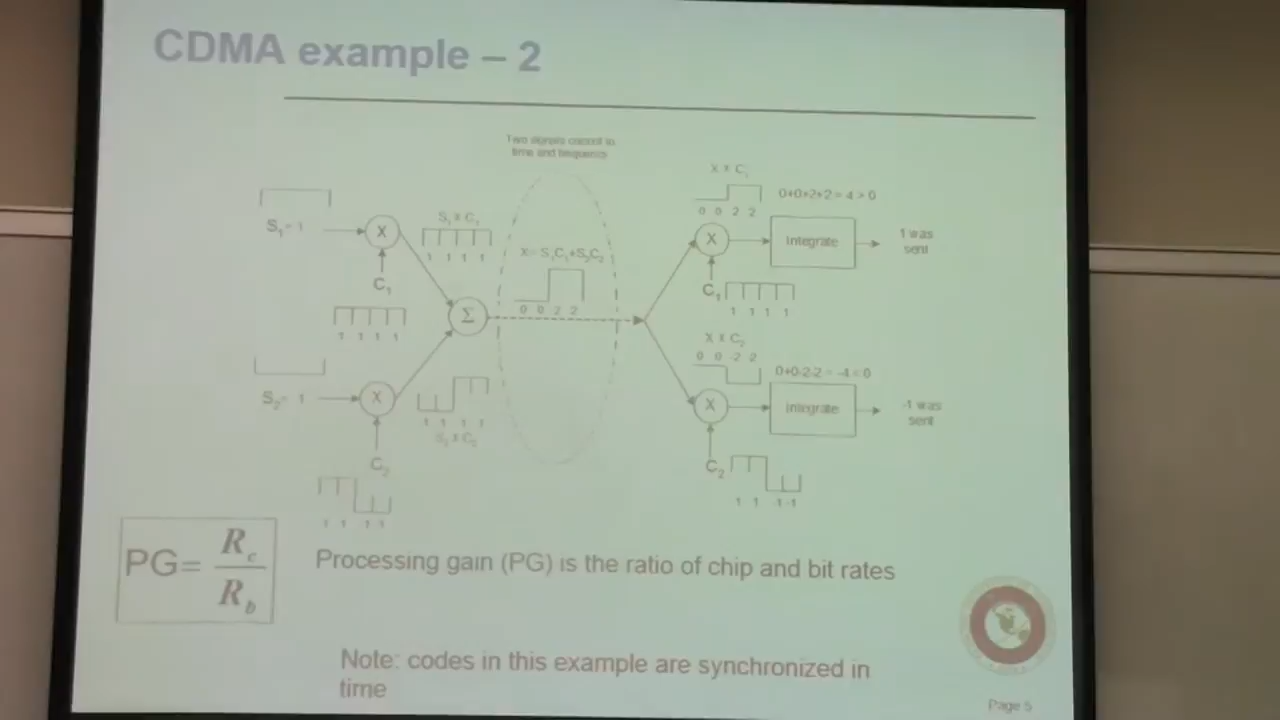 CDMA example – 2
Two signals coexist in
time and frequency
S1= 1
X
C1
1 1 1 1
S1 x C1
1 1 1 1
X= S1C1+S2C2
0 0 2 2
Σ
S2= 1
X
C2
1 1 -1 -1
1 1 1 1
S2 x C2
X x C1
0 0 2 2
0+0+2+2 = 4 > 0
X
Integrate
1 was
sent
C1
1 1 1 1
X x C2
0 0 -2 2
0+0-2-2 = -4 < 0
X
Integrate
-1 was
sent
C2
1 1 -1 -1
PG= Rc
Rb
Processing gain (PG) is the ratio of chip and bit rates
Note: codes in this example are synchronized in
time
Page 5